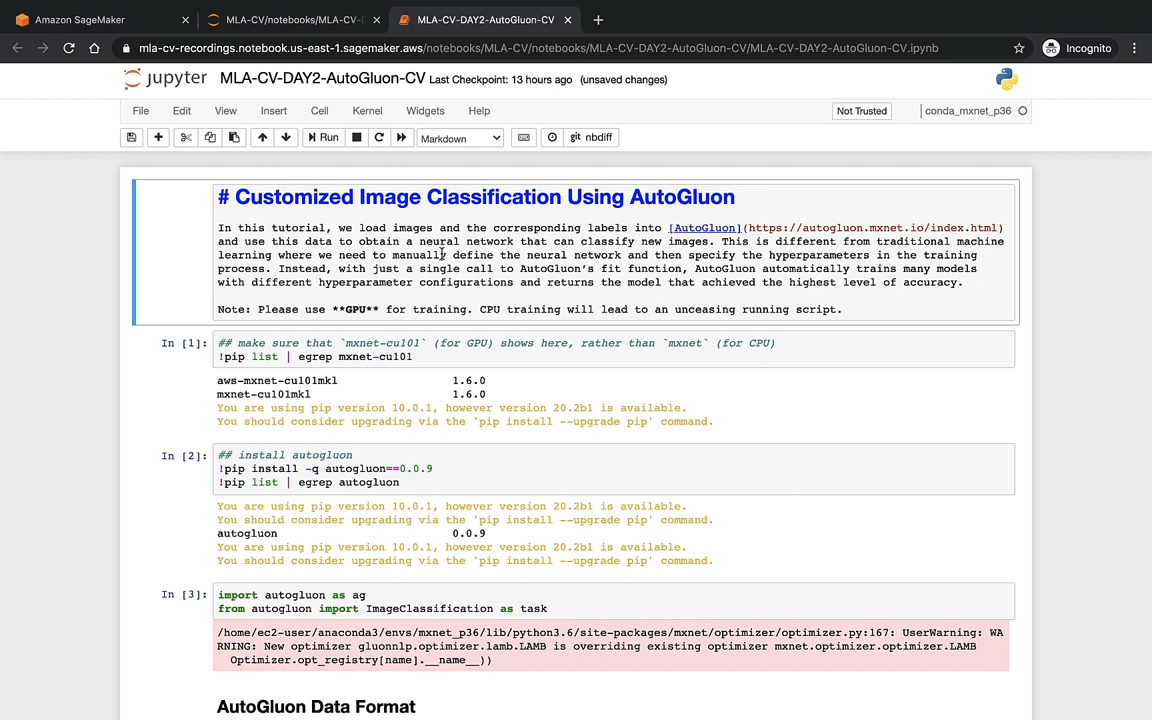 Amazon SageMaker
MLA-CV/notebooks/MLA-CV-D
MLA-CV-DAY2-AutoGluon-CV
mla-cv-recordings.notebook.us-east-1.sagemaker.aws/notebooks/MLA-CV/notebooks/MLA-CV-DAY2-AutoGluon-CV/MLA-CV-DAY2-AutoGluon-CV.ipynb
Incognito
jupyter MLA-CV-DAY2-AutoGluon-CV Last Checkpoint: 13 hours ago (unsaved changes)
File Edit View Insert Cell Kernel Widgets Help
Not Trusted
conda_mxnet_p36
Run
Markdown
git nbdiff
# Customized Image Classification Using AutoGluon
In this tutorial, we load images and the corresponding labels into [AutoGluon](https://autogluon.mxnet.io/index.html)
and use this data to obtain a neural network that can classify new images. This is different from traditional machine
learning where we need to manually define the neural network and then specify the hyperparameters in the training
process. Instead, with just a single call to AutoGluon's fit function, AutoGluon automatically trains many models
with different hyperparameter configurations and returns the model that achieved the highest level of accuracy.
Note: Please use **GPU** for training. CPU training will lead to an unceasing running script.
In [1]:
## make sure that `mxnet-cu101` (for GPU) shows here, rather than `mxnet` (for CPU)
!pip list | egrep mxnet-cu101
aws-mxnet-cu101mkl 1.6.0
mxnet-cu101mkl 1.6.0
You are using pip version 10.0.1, however version 20.2b1 is available.
You should consider upgrading via the 'pip install --upgrade pip' command.
In [2]:
## install autogluon
!pip install -q autogluon==0.0.9
!pip list | egrep autogluon
You are using pip version 10.0.1, however version 20.2b1 is available.
You should consider upgrading via the 'pip install --upgrade pip' command.
autogluon 0.0.9
You are using pip version 10.0.1, however version 20.2b1 is available.
You should consider upgrading via the 'pip install --upgrade pip' command.
In [3]:
import autogluon as ag
from autogluon import ImageClassification as task
/home/ec2-user/anaconda3/envs/mxnet_p36/lib/python3.6/site-packages/mxnet/optimizer/optimizer.py:167: UserWarning: WA
RNING: New optimizer gluonnlp.optimizer.lamb.LAMB is overriding existing optimizer mxnet.optimizer.optimizer.LAMB
Optimizer.opt_registry[name].__name__))
AutoGluon Data Format